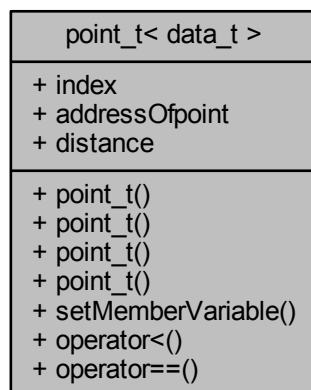 point_t< data_t >
+ index
+ addressOfpoint
+ distance
+ point_t()
+ point_t()
+ point_t()
+ point_t()
+ setMemberVariable()
+ operator<()
+ operator==()